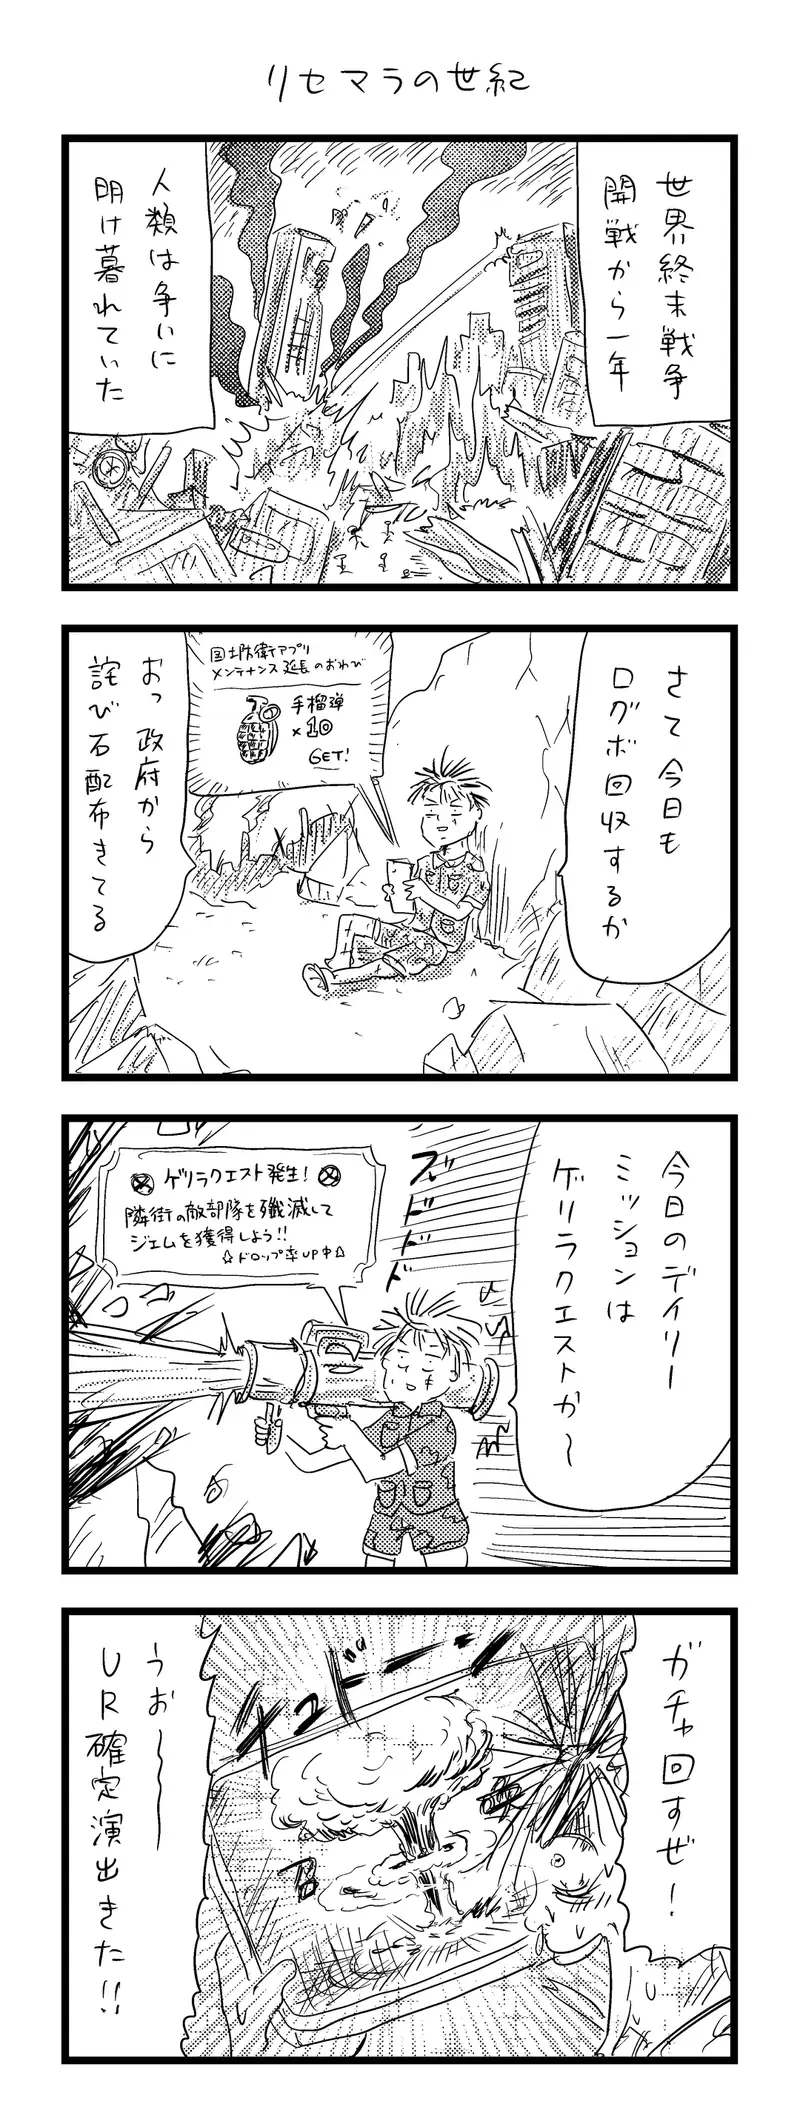 リセマラの世紀
世界終末戦争
開戦から一年
人類は争いに
明け暮れていた
さて今日も
ログボ回収するか
国土防衛アプリ
メンテナンス延長のおわび
手榴弾
×10
GET!
おっ政府から
詫び石配布きてる
今日のデイリー
ミッションは
ゲリラクエストか〜
ズドドドド
ゲリラクエスト発生!
隣街の敵部隊を殲滅して
ジェムを獲得しよう!!
☆ドロップ率UP中☆
ガチャ回すぜ!
うお──
UR確定演出きた!!